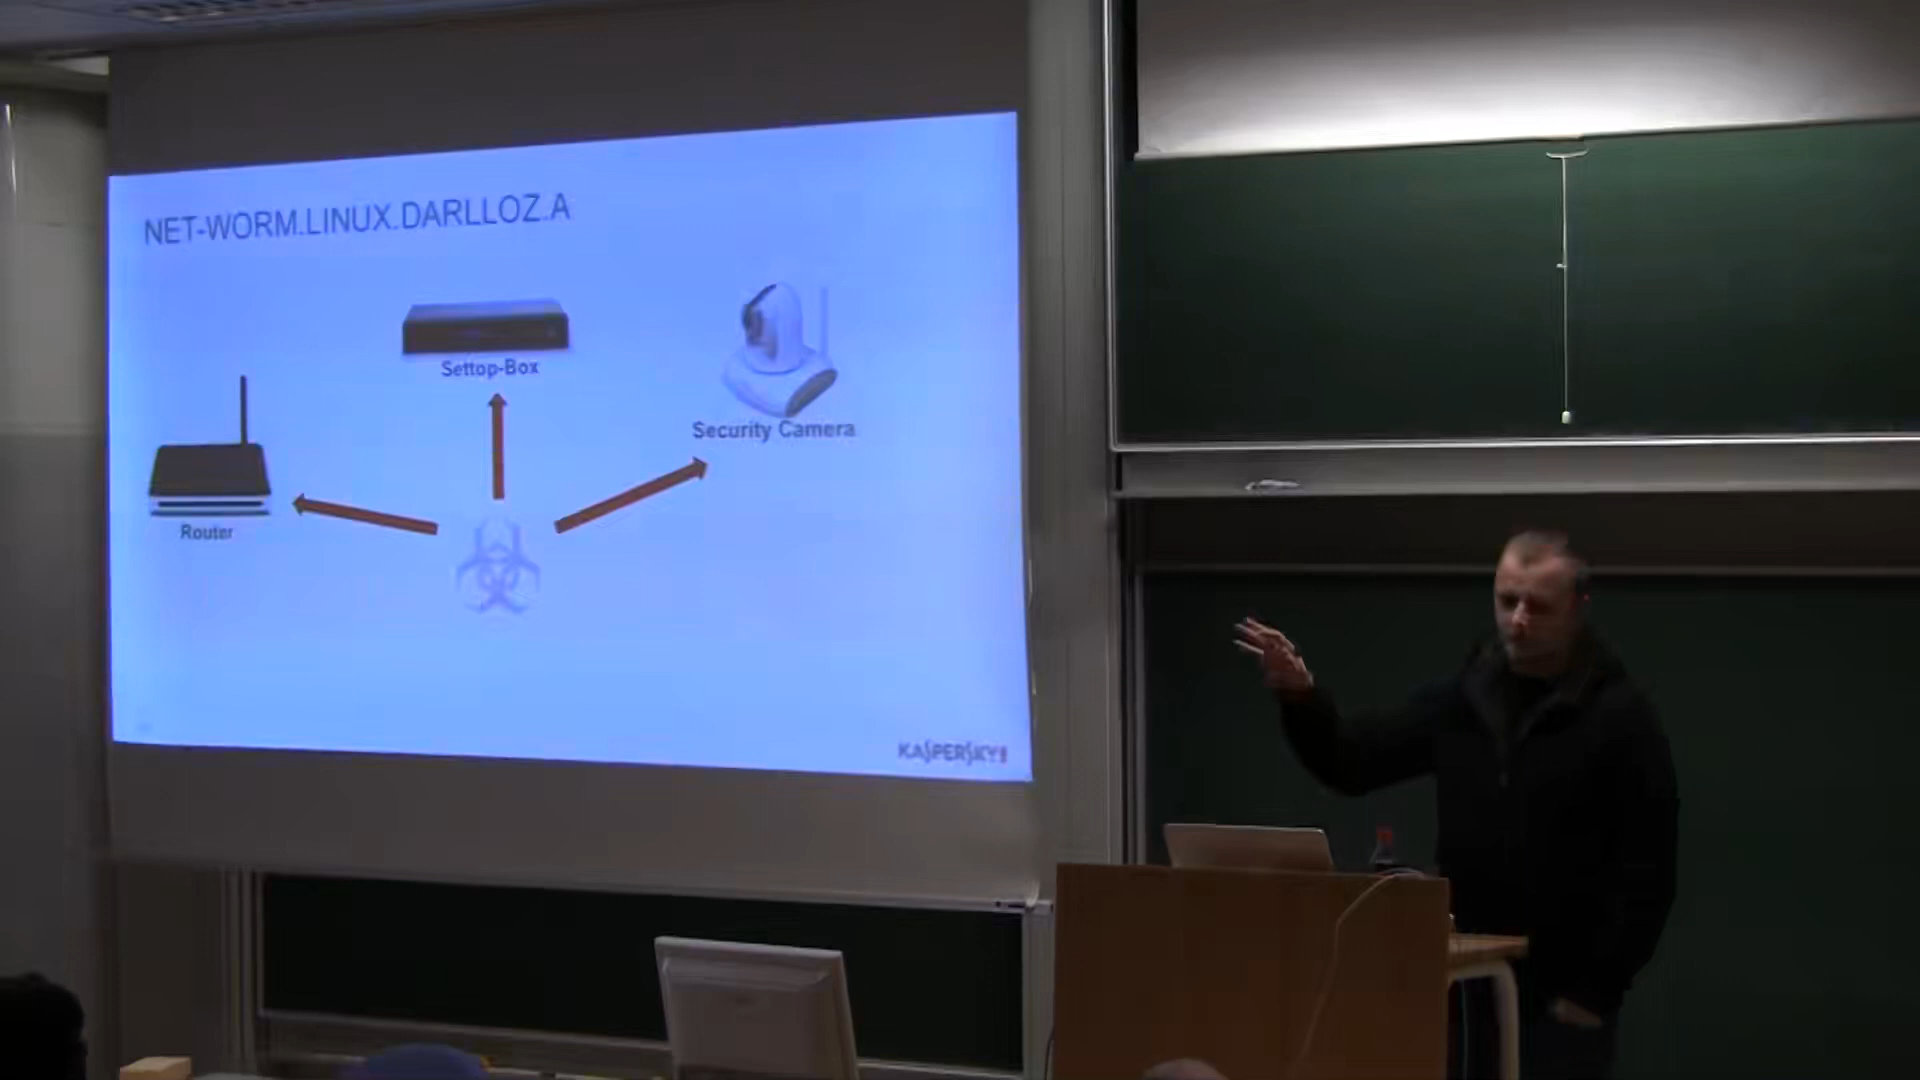 NET-WORM.LINUX.DARLLOZ.A
Settop-Box
Security Camera
Router
KASPERSKY